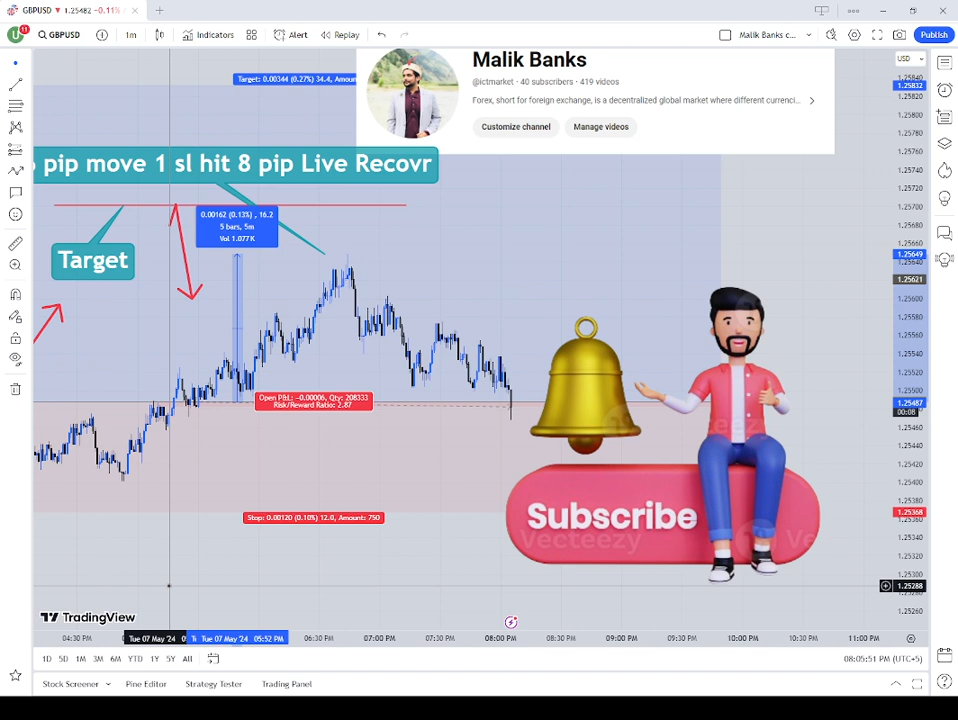 GBPUSD ▼ 1.25482 −0.11%
U 11 GBPUSD 1m Indicators Alert Replay Malik Banks c... Publish
Malik Banks
@ictmarket · 40 subscribers · 419 videos
Forex, short for foreign exchange, is a decentralized global market where different currenci...
Customize channel Manage videos
USD
1.25840
1.25832
1.25820
1.25800
1.25780
1.25760
1.25740
1.25720
1.25700
1.25680
1.25660
1.25649
1.25640
1.25621
1.25600
1.25580
1.25560
1.25540
1.25520
1.25500
1.25487
00:08
1.25460
1.25440
1.25420
1.25400
1.25380
1.25368
1.25360
1.25340
1.25320
1.25300
1.25288
1.25260
Target: 0.00344 (0.27%) 34.4, Amoun
pip move 1 sl hit 8 pip Live Recovr
0.00162 (0.13%) , 16.2
5 bars, 5m
Vol 1.077K
Target
Open P&L: −0.00006, Qty: 208333
Risk/Reward Ratio: 2.87
Stop: 0.00120 (0.10%) 12.0, Amount: 750
Subscribe
Vecteezy
TradingView
04:30 PM Tue 07 May '24 Tue 07 May '24 05:52 PM 06:30 PM 07:00 PM 07:30 PM 08:00 PM 08:30 PM 09:00 PM 09:30 PM 10:00 PM 10:30 PM 11:00 PM
1D 5D 1M 3M 6M YTD 1Y 5Y All 08:05:51 PM (UTC+5)
Stock Screener Pine Editor Strategy Tester Trading Panel